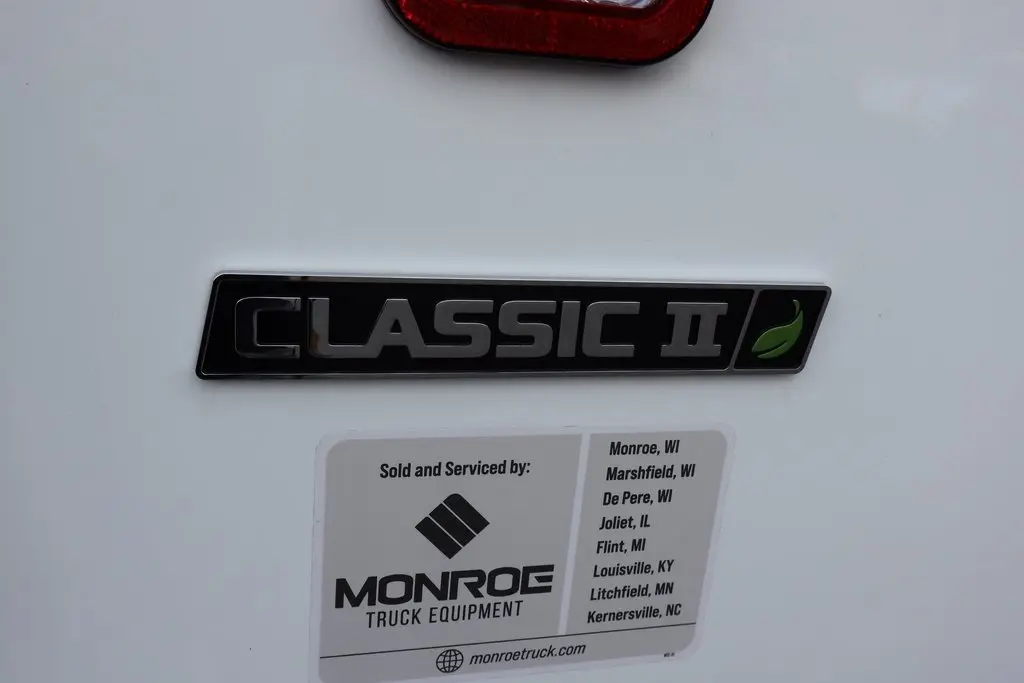 CLASSIC II
Sold and Serviced by:
MONROE
TRUCK EQUIPMENT
Monroe, WI
Marshfield, WI
De Pere, WI
Joliet, IL
Flint, MI
Louisville, KY
Litchfield, MN
Kernersville, NC
monroetruck.com